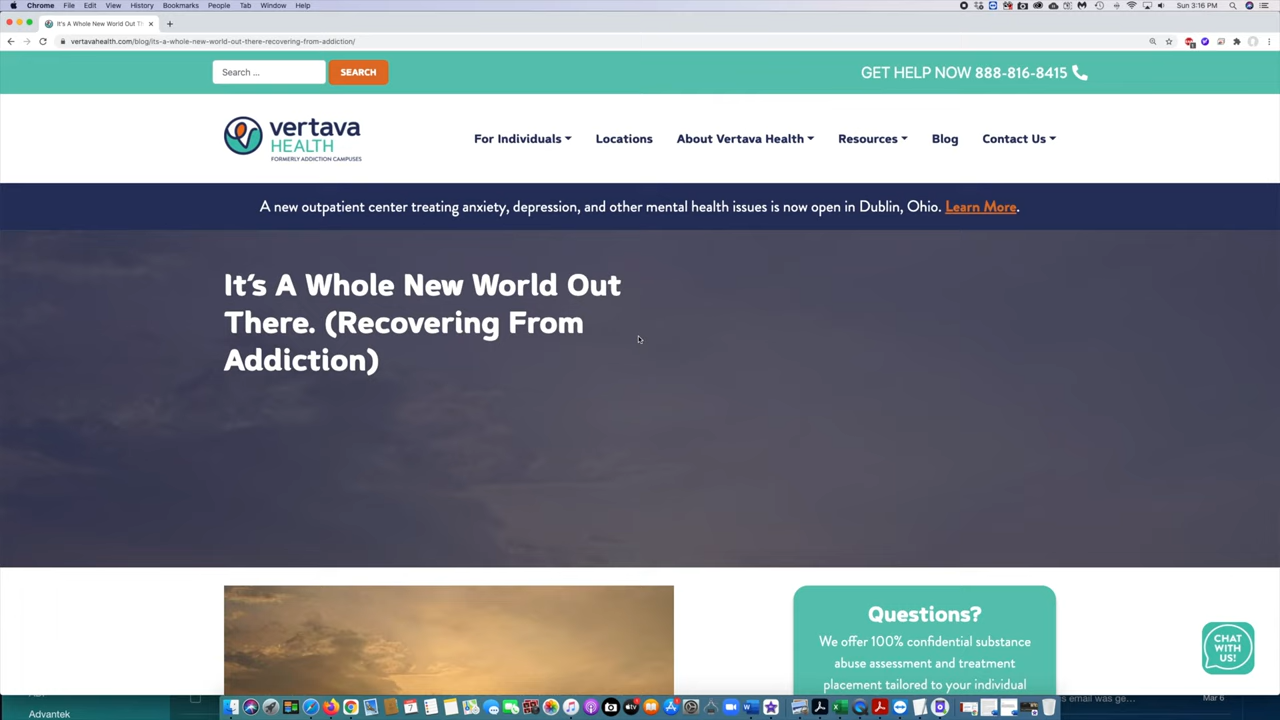 Chrome File Edit View History Bookmarks People Tab Window Help Sun 3:16 PM
It's A Whole New World Out Th
vertavahealth.com/blog/its-a-whole-new-world-out-there-recovering-from-addiction/
Search ... SEARCH GET HELP NOW 888-816-8415
vertava
HEALTH
FORMERLY ADDICTION CAMPUSES
For Individuals Locations About Vertava Health Resources Blog Contact Us
A new outpatient center treating anxiety, depression, and other mental health issues is now open in Dublin, Ohio. Learn More.
It's A Whole New World Out
There. (Recovering From
Addiction)
Questions?
We offer 100% confidential substance
abuse assessment and treatment
placement tailored to your individual
CHAT
WITH
US!
email was ge... Mar 6
Advantek